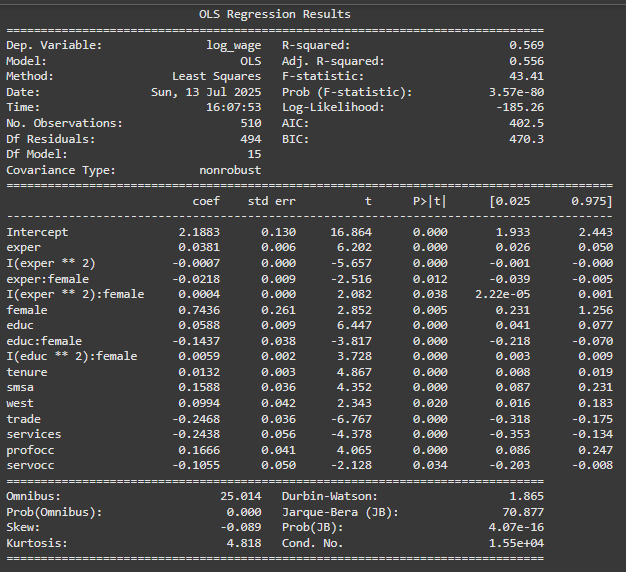 OLS Regression Results
==============================================================================
Dep. Variable:               log_wage   R-squared:                       0.569
Model:                            OLS   Adj. R-squared:                  0.556
Method:                 Least Squares   F-statistic:                     43.41
Date:                Sun, 13 Jul 2025   Prob (F-statistic):           3.57e-80
Time:                        16:07:53   Log-Likelihood:                -185.26
No. Observations:                 510   AIC:                             402.5
Df Residuals:                     494   BIC:                             470.3
Df Model:                          15
Covariance Type:            nonrobust
=========================================================================================
                            coef    std err          t      P>|t|      [0.025      0.975]
-----------------------------------------------------------------------------------------
Intercept                 2.1883      0.130     16.864      0.000       1.933       2.443
exper                     0.0381      0.006      6.202      0.000       0.026       0.050
I(exper ** 2)            -0.0007      0.000     -5.657      0.000      -0.001      -0.000
exper:female             -0.0218      0.009     -2.516      0.012      -0.039      -0.005
I(exper ** 2):female      0.0004      0.000      2.082      0.038    2.22e-05       0.001
female                    0.7436      0.261      2.852      0.005       0.231       1.256
educ                      0.0588      0.009      6.447      0.000       0.041       0.077
educ:female              -0.1437      0.038     -3.817      0.000      -0.218      -0.070
I(educ ** 2):female       0.0059      0.002      3.728      0.000       0.003       0.009
tenure                    0.0132      0.003      4.867      0.000       0.008       0.019
smsa                      0.1588      0.036      4.352      0.000       0.087       0.231
west                      0.0994      0.042      2.343      0.020       0.016       0.183
trade                    -0.2468      0.036     -6.767      0.000      -0.318      -0.175
services                 -0.2438      0.056     -4.378      0.000      -0.353      -0.134
profocc                   0.1666      0.041      4.065      0.000       0.086       0.247
servocc                  -0.1055      0.050     -2.128      0.034      -0.203      -0.008
==============================================================================
Omnibus:                       25.014   Durbin-Watson:                   1.865
Prob(Omnibus):                  0.000   Jarque-Bera (JB):               70.877
Skew:                          -0.089   Prob(JB):                     4.07e-16
Kurtosis:                       4.818   Cond. No.                     1.55e+04
==============================================================================